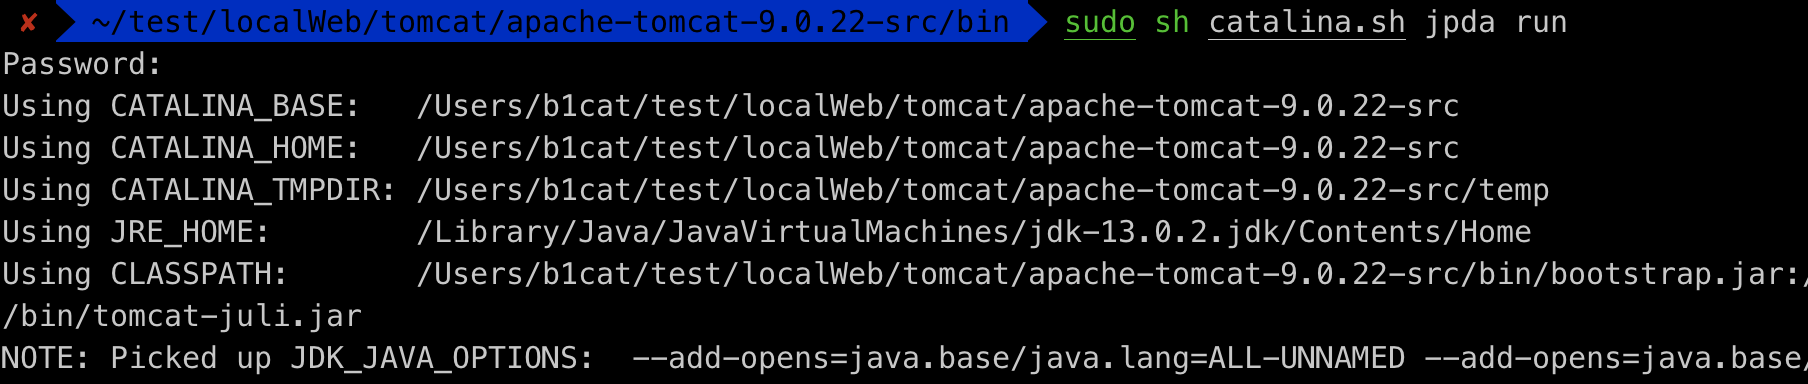 ✘ ~/test/localWeb/tomcat/apache-tomcat-9.0.22-src/bin sudo sh catalina.sh jpda run
Password:
Using CATALINA_BASE:   /Users/b1cat/test/localWeb/tomcat/apache-tomcat-9.0.22-src
Using CATALINA_HOME:   /Users/b1cat/test/localWeb/tomcat/apache-tomcat-9.0.22-src
Using CATALINA_TMPDIR: /Users/b1cat/test/localWeb/tomcat/apache-tomcat-9.0.22-src/temp
Using JRE_HOME:        /Library/Java/JavaVirtualMachines/jdk-13.0.2.jdk/Contents/Home
Using CLASSPATH:       /Users/b1cat/test/localWeb/tomcat/apache-tomcat-9.0.22-src/bin/bootstrap.jar:/
/bin/tomcat-juli.jar
NOTE: Picked up JDK_JAVA_OPTIONS:  --add-opens=java.base/java.lang=ALL-UNNAMED --add-opens=java.base/